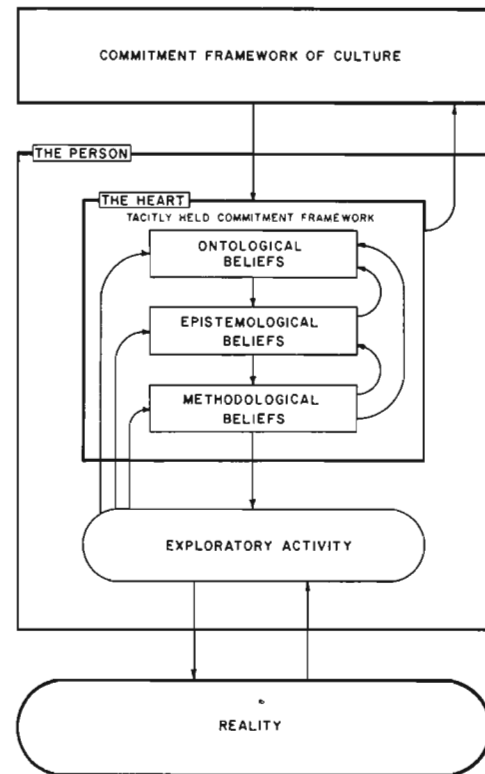 COMMITMENT FRAMEWORK OF CULTURE
THE PERSON
THE HEART
TACITLY HELD COMMITMENT FRAMEWORK
ONTOLOGICAL
BELIEFS
EPISTEMOLOGICAL
BELIEFS
METHODOLOGICAL
BELIEFS
EXPLORATORY ACTIVITY
REALITY